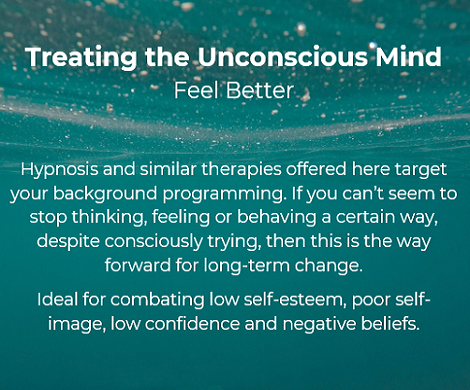 Treating the Unconscious Mind
Feel Better
Hypnosis and similar therapies offered here target
your background programming. If you can’t seem to
stop thinking, feeling or behaving a certain way,
despite consciously trying, then this is the way
forward for long-term change.
Ideal for combating low self-esteem, poor self-
image, low confidence and negative beliefs.